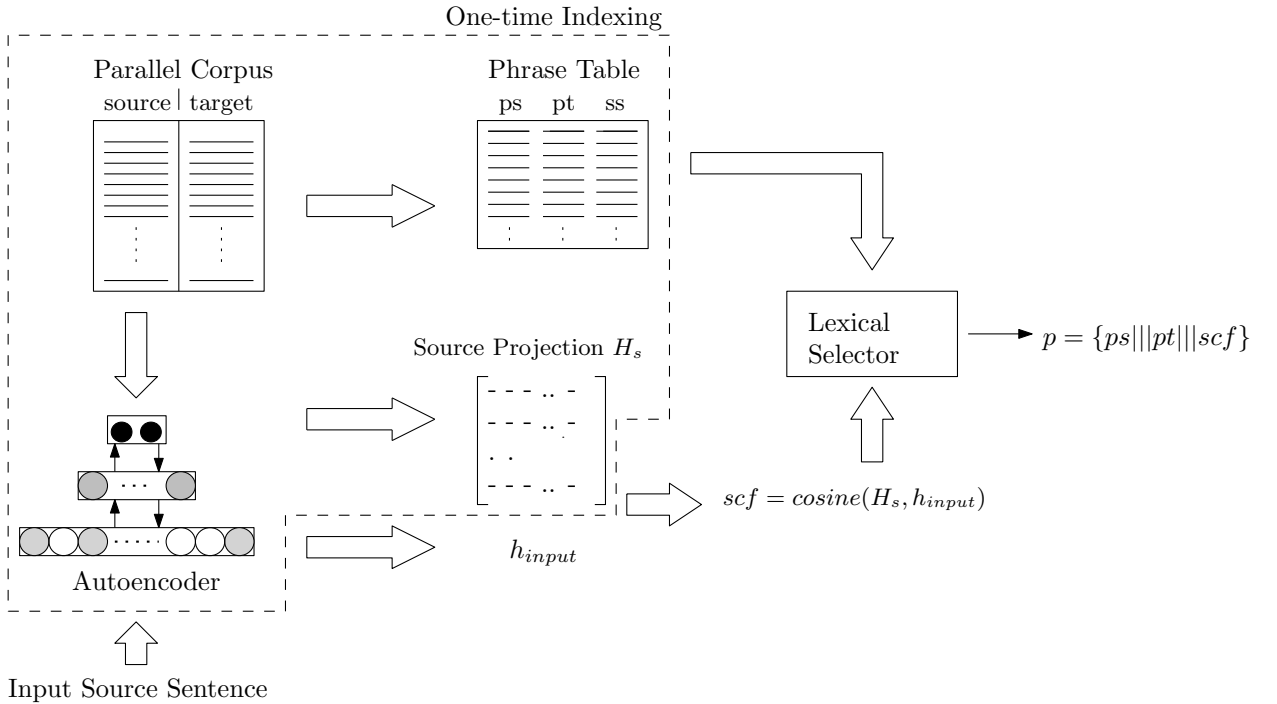 One-time Indexing
Parallel Corpus
source | target
Phrase Table
ps pt ss
Lexical
Selector
p = {ps|||pt|||scf}
Source Projection H_s
scf = cosine(H_s, h_input)
h_input
Autoencoder
Input Source Sentence